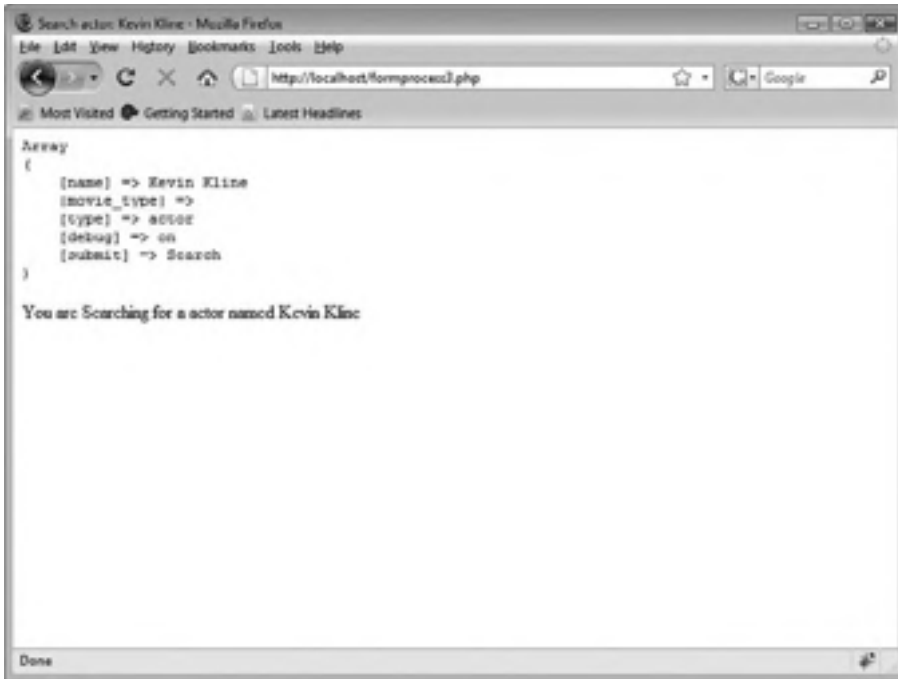 Search actor: Kevin Kline - Mozilla Firefox
File Edit View History Bookmarks Tools Help
http://localhost/formprocess3.php
Google
Most Visited Getting Started Latest Headlines
Array
(
[name] => Kevin Kline
[movie_type] =>
[type] => actor
[debug] => on
[submit] => Search
)
You are Searching for a actor named Kevin Kline
Done